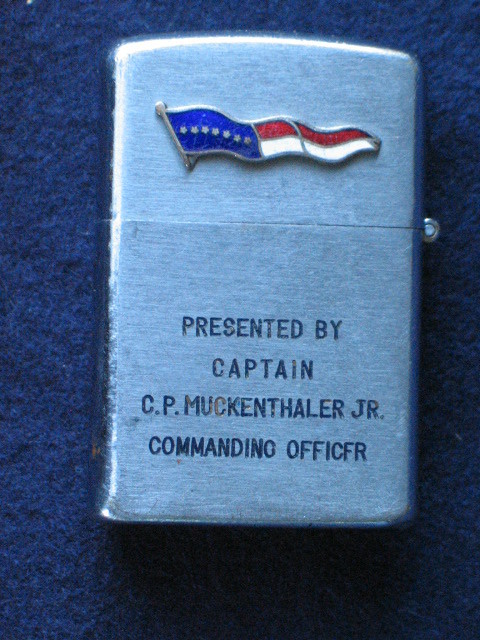 PRESENTED BY
CAPTAIN
C.P. MUCKENTHALER JR.
COMMANDING OFFICFR